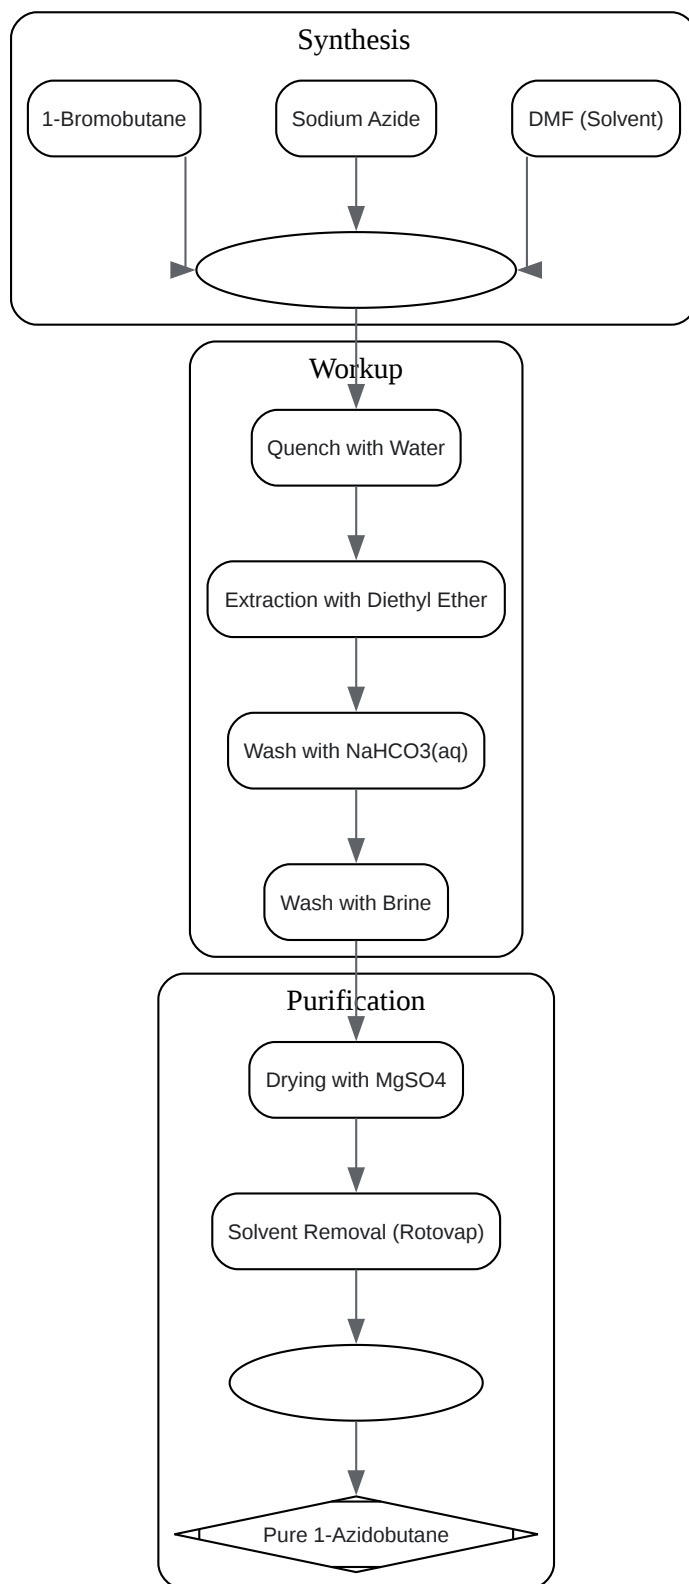 Synthesis
1-Bromobutane
Sodium Azide
DMF (Solvent)
Workup
Quench with Water
Extraction with Diethyl Ether
Wash with NaHCO3(aq)
Wash with Brine
Purification
Drying with MgSO4
Solvent Removal (Rotovap)
Pure 1-Azidobutane